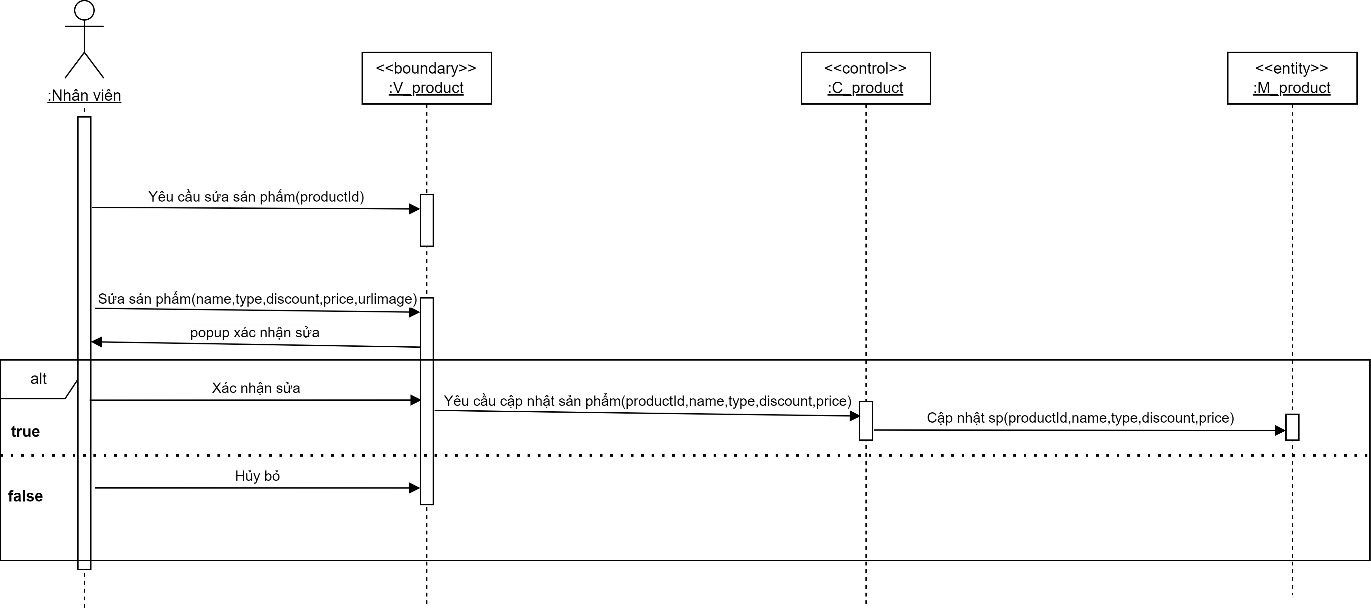 :Nhân viên
<<boundary>>
:V_product
<<control>>
:C_product
<<entity>>
:M_product
Yêu cầu sửa sản phẩm(productId)
Sửa sản phẩm(name,type,discount,price,urlimage)
popup xác nhận sửa
alt
Xác nhận sửa
Yêu cầu cập nhật sản phẩm(productId,name,type,discount,price)
Cập nhật sp(productId,name,type,discount,price)
true
Hủy bỏ
false